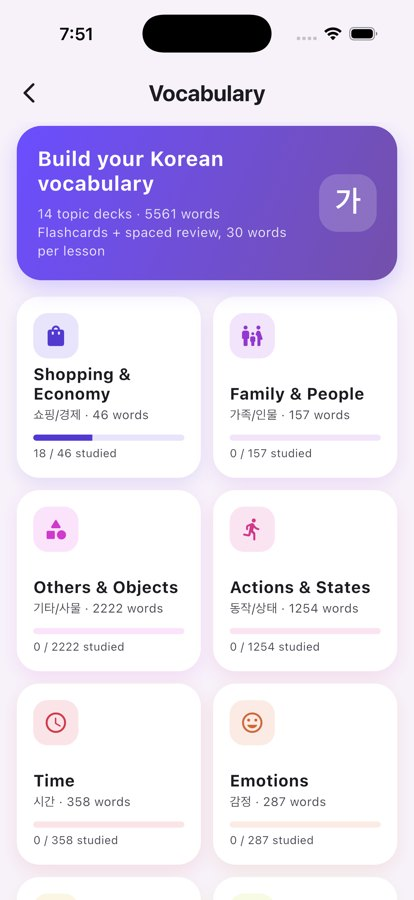 7:51
Vocabulary
Build your Korean
vocabulary
14 topic decks · 5561 words
Flashcards + spaced review, 30 words
per lesson
가
Shopping &
Economy
쇼핑/경제 · 46 words
18 / 46 studied
Family & People
가족/인물 · 157 words
0 / 157 studied
Others & Objects
기타/사물 · 2222 words
0 / 2222 studied
Actions & States
동작/상태 · 1254 words
0 / 1254 studied
Time
시간 · 358 words
0 / 358 studied
Emotions
감정 · 287 words
0 / 287 studied